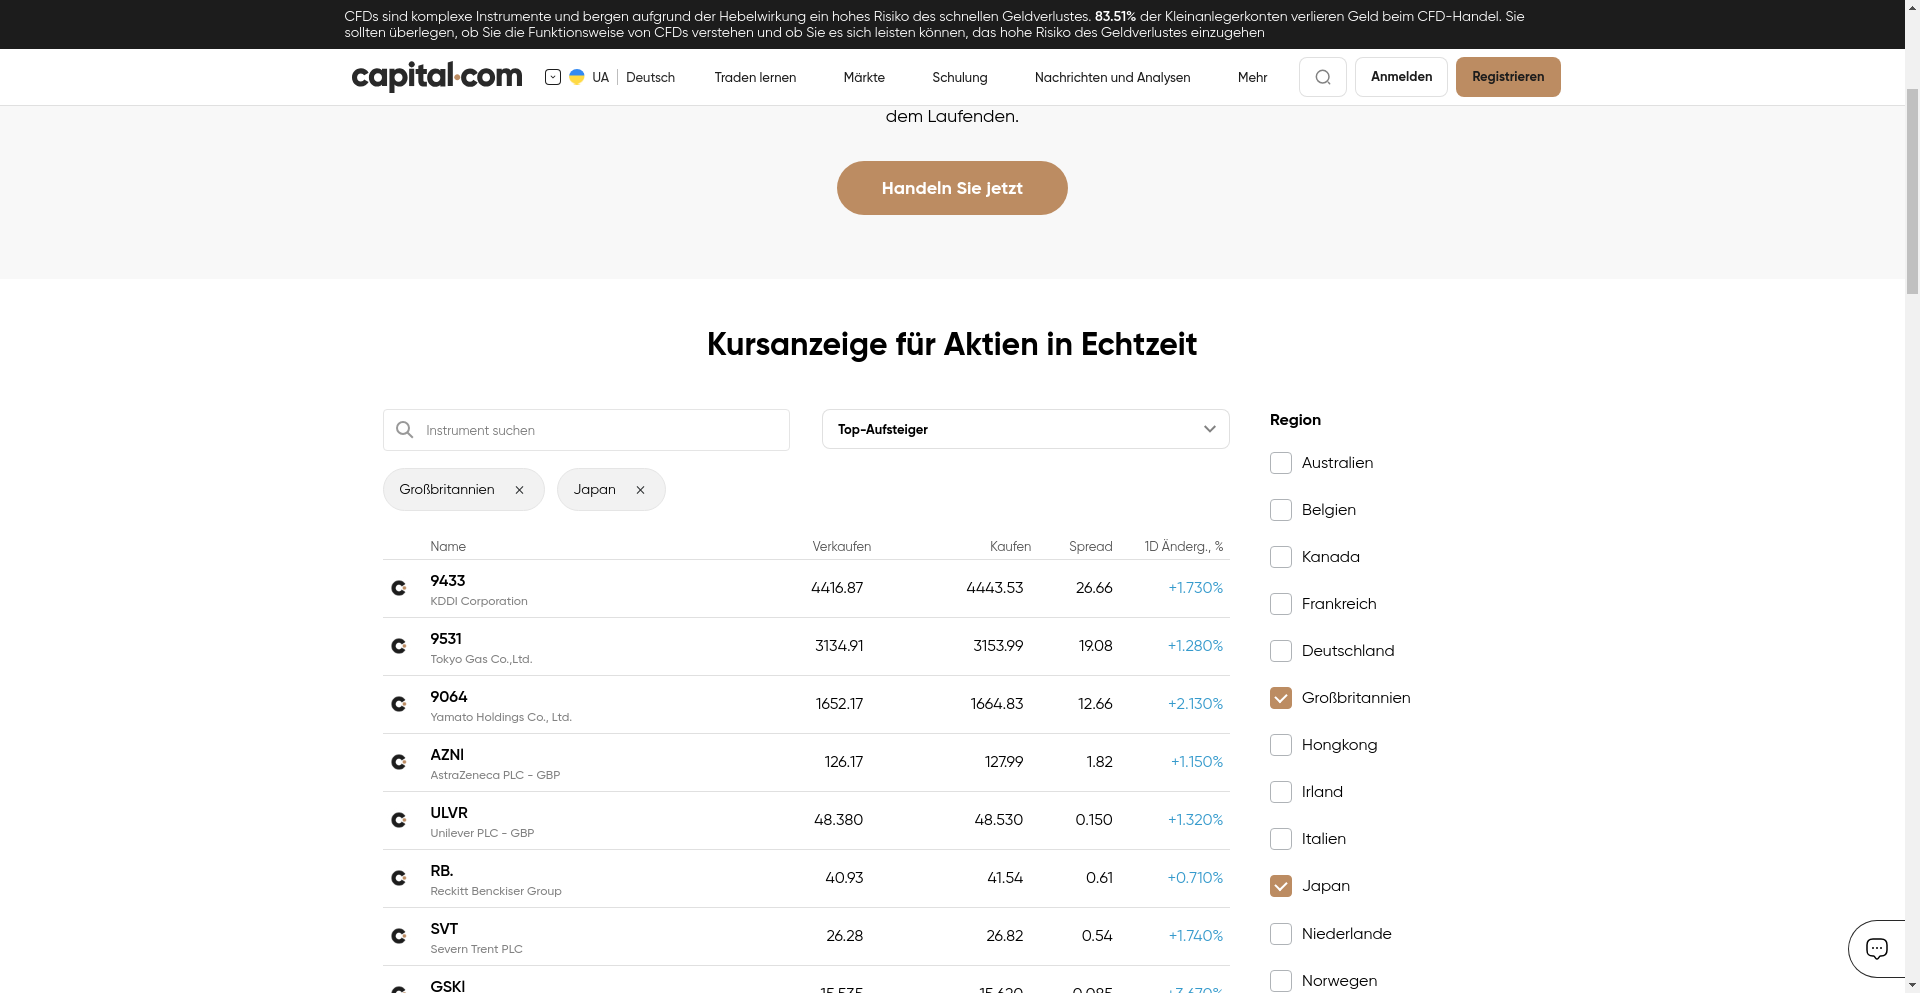 CFDs sind komplexe Instrumente und bergen aufgrund der Hebelwirkung ein hohes Risiko des schnellen Geldverlustes. 83.51% der Kleinanlegerkonten verlieren Geld beim CFD-Handel. Sie
sollten überlegen, ob Sie die Funktionsweise von CFDs verstehen und ob Sie es sich leisten können, das hohe Risiko des Geldverlustes einzugehen
capital.com UA Deutsch Traden lernen Märkte Schulung Nachrichten und Analysen Mehr Anmelden Registrieren
dem Laufenden.
Handeln Sie jetzt
Kursanzeige für Aktien in Echtzeit
Instrument suchen
Top-Aufsteiger
Großbritannien
Japan
Name Verkaufen Kaufen Spread 1D Änderg., %
9433 4416.87 4443.53 26.66 +1.730%
KDDI Corporation
9531 3134.91 3153.99 19.08 +1.280%
Tokyo Gas Co.,Ltd.
9064 1652.17 1664.83 12.66 +2.130%
Yamato Holdings Co., Ltd.
AZNl 126.17 127.99 1.82 +1.150%
AstraZeneca PLC - GBP
ULVR 48.380 48.530 0.150 +1.320%
Unilever PLC - GBP
RB. 40.93 41.54 0.61 +0.710%
Reckitt Benckiser Group
SVT 26.28 26.82 0.54 +1.740%
Severn Trent PLC
GSKl 15.535 15.620 0.085 +3.670%
Region
Australien
Belgien
Kanada
Frankreich
Deutschland
Großbritannien
Hongkong
Irland
Italien
Japan
Niederlande
Norwegen